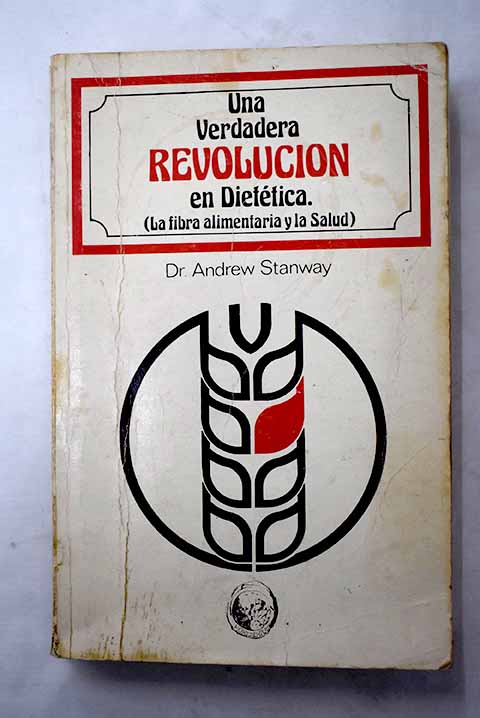 Una
Verdadera
REVOLUCION
en Dietética.
(La fibra alimentaria y la Salud)
Dr. Andrew Stanway